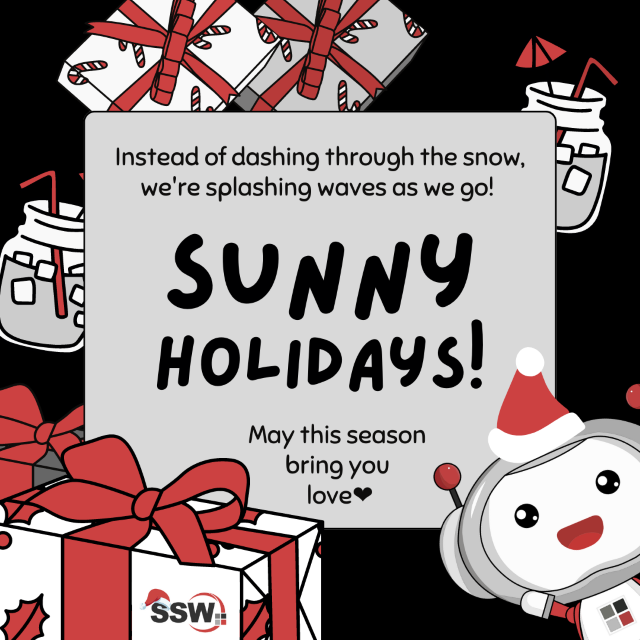 Instead of dashing through the snow,
we're splashing waves as we go!
SUNNY
HOLIDAYS!
May this season
bring you
love❤
SSW